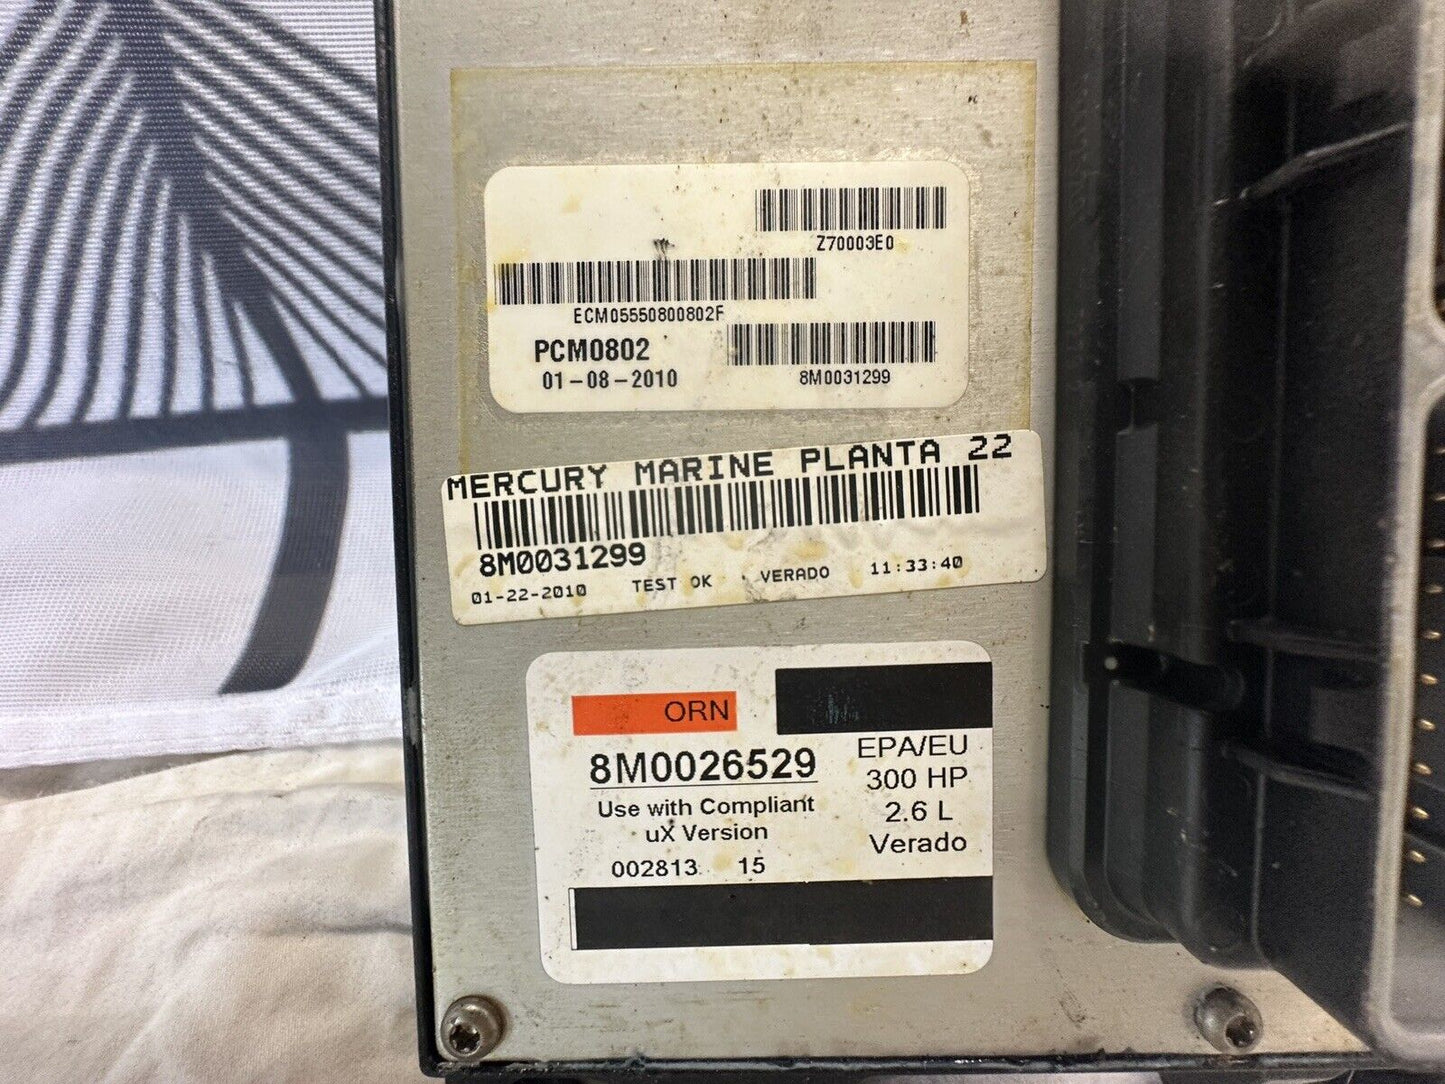 Z70003E0
ECM05550800802F
PCM0802
01-08-2010
8M0031299
MERCURY MARINE PLANTA 22
8M0031299
01-22-2010 TEST OK VERADO 11:33:40
ORN
8M0026529
Use with Compliant
uX Version
002813 15
EPA/EU
300 HP
2.6 L
Verado